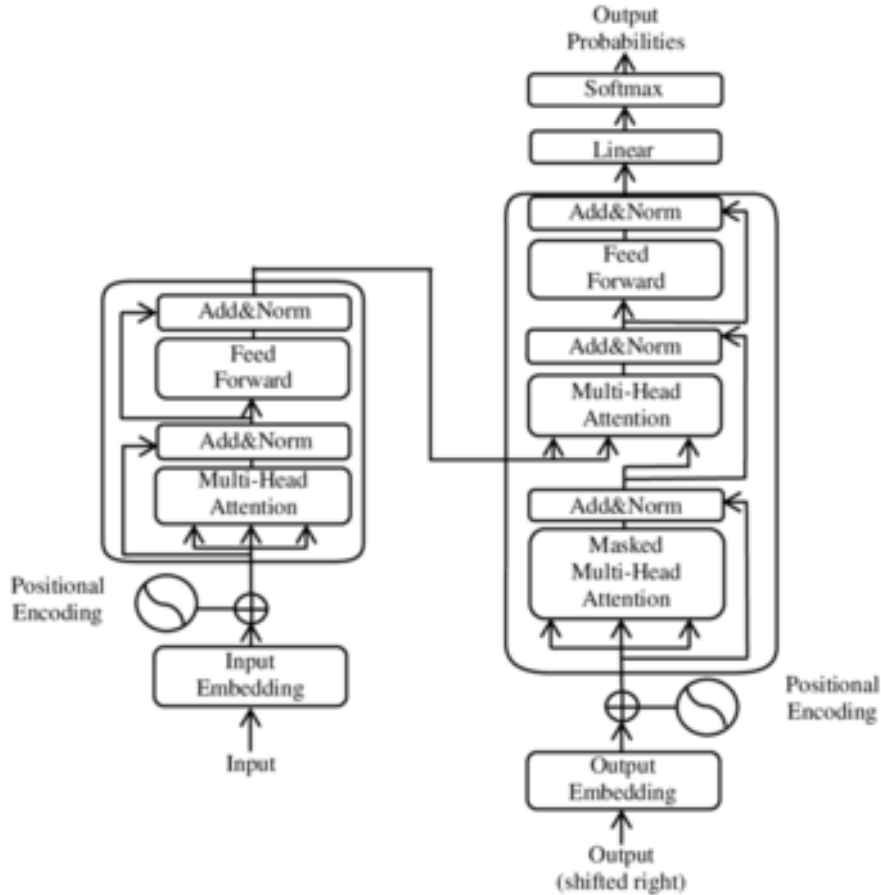 Output
Probabilities
Softmax
Linear
Add&Norm
Feed
Forward
Add&Norm
Multi-Head
Attention
Add&Norm
Masked
Multi-Head
Attention
Positional
Encoding
Output
Embedding
Output
(shifted right)
Add&Norm
Feed
Forward
Add&Norm
Multi-Head
Attention
Positional
Encoding
Input
Embedding
Input